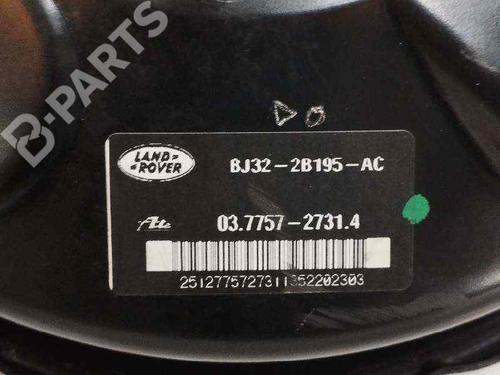 B-PARTS
LAND-
-ROVER
BJ32-2B195-AC
Ate
03.7757-2731.4
2512775727311352202303